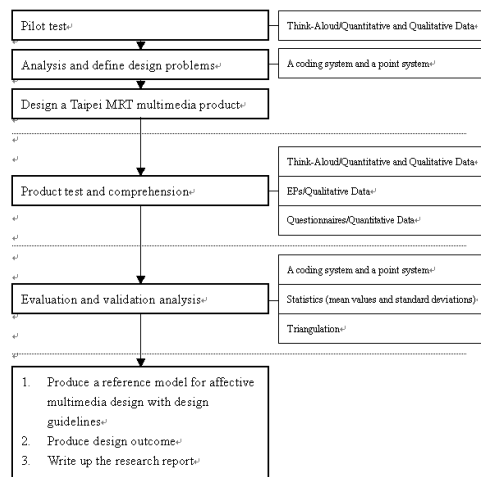 Pilot test
Think-Aloud/Quantitative and Qualitative Data
Analysis and define design problems
A coding system and a point system
Design a Taipei MRT multimedia product
Think-Aloud/Quantitative and Qualitative Data
Product test and comprehension
EPs/Qualitative Data
Questionnaires/Quantitative Data
A coding system and a point system
Evaluation and validation analysis
Statistics (mean values and standard deviations)
Triangulation
1. Produce a reference model for affective
multimedia design with design
guidelines
2. Produce design outcome
3. Write up the research report